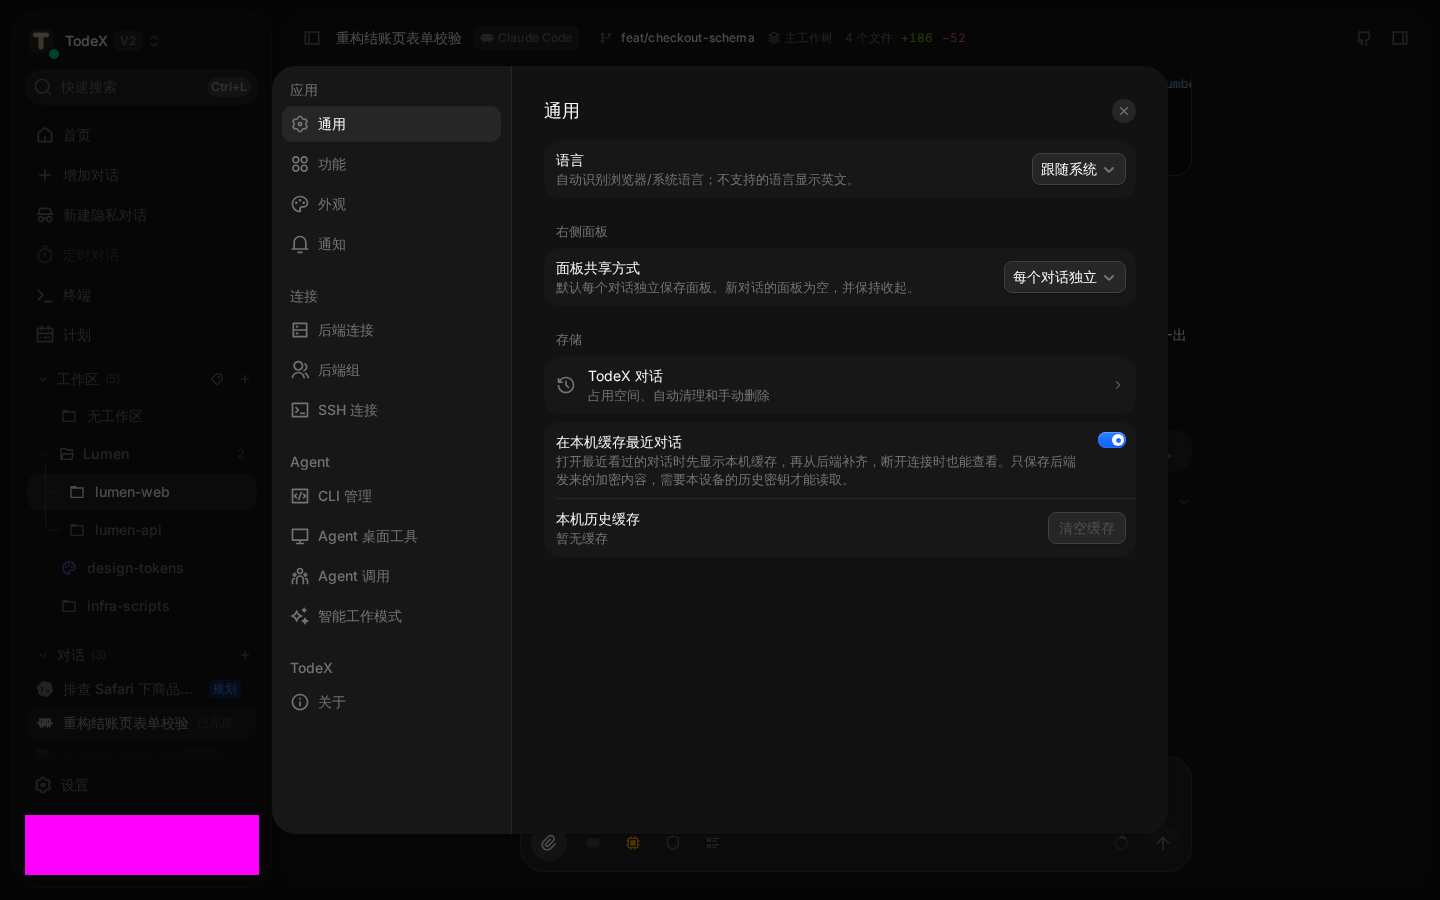 TodeX V2
快速搜索 Ctrl+L
首页
增加对话
新建隐私对话
定时对话
终端
计划
工作区 (5)
无工作区
Lumen 2
lumen-web
lumen-api
design-tokens
infra-scripts
对话 (3)
排查 Safari 下商品... 规划
重构结账页表单校验 已完成
设置
重构结账页表单校验 Claude Code feat/checkout-schema 主工作树 4 个文件 +186 −52
应用
通用
功能
外观
通知
连接
后端连接
后端组
SSH 连接
Agent
CLI 管理
Agent 桌面工具
Agent 调用
智能工作模式
TodeX
关于
通用
语言
自动识别浏览器/系统语言；不支持的语言显示英文。
跟随系统
右侧面板
面板共享方式
默认每个对话独立保存面板。新对话的面板为空，并保持收起。
每个对话独立
存储
TodeX 对话
占用空间、自动清理和手动删除
在本机缓存最近对话
打开最近看过的对话时先显示本机缓存，再从后端补齐，断开连接时也能查看。只保存后端
发来的加密内容，需要本设备的历史密钥才能读取。
本机历史缓存
暂无缓存
清空缓存
出